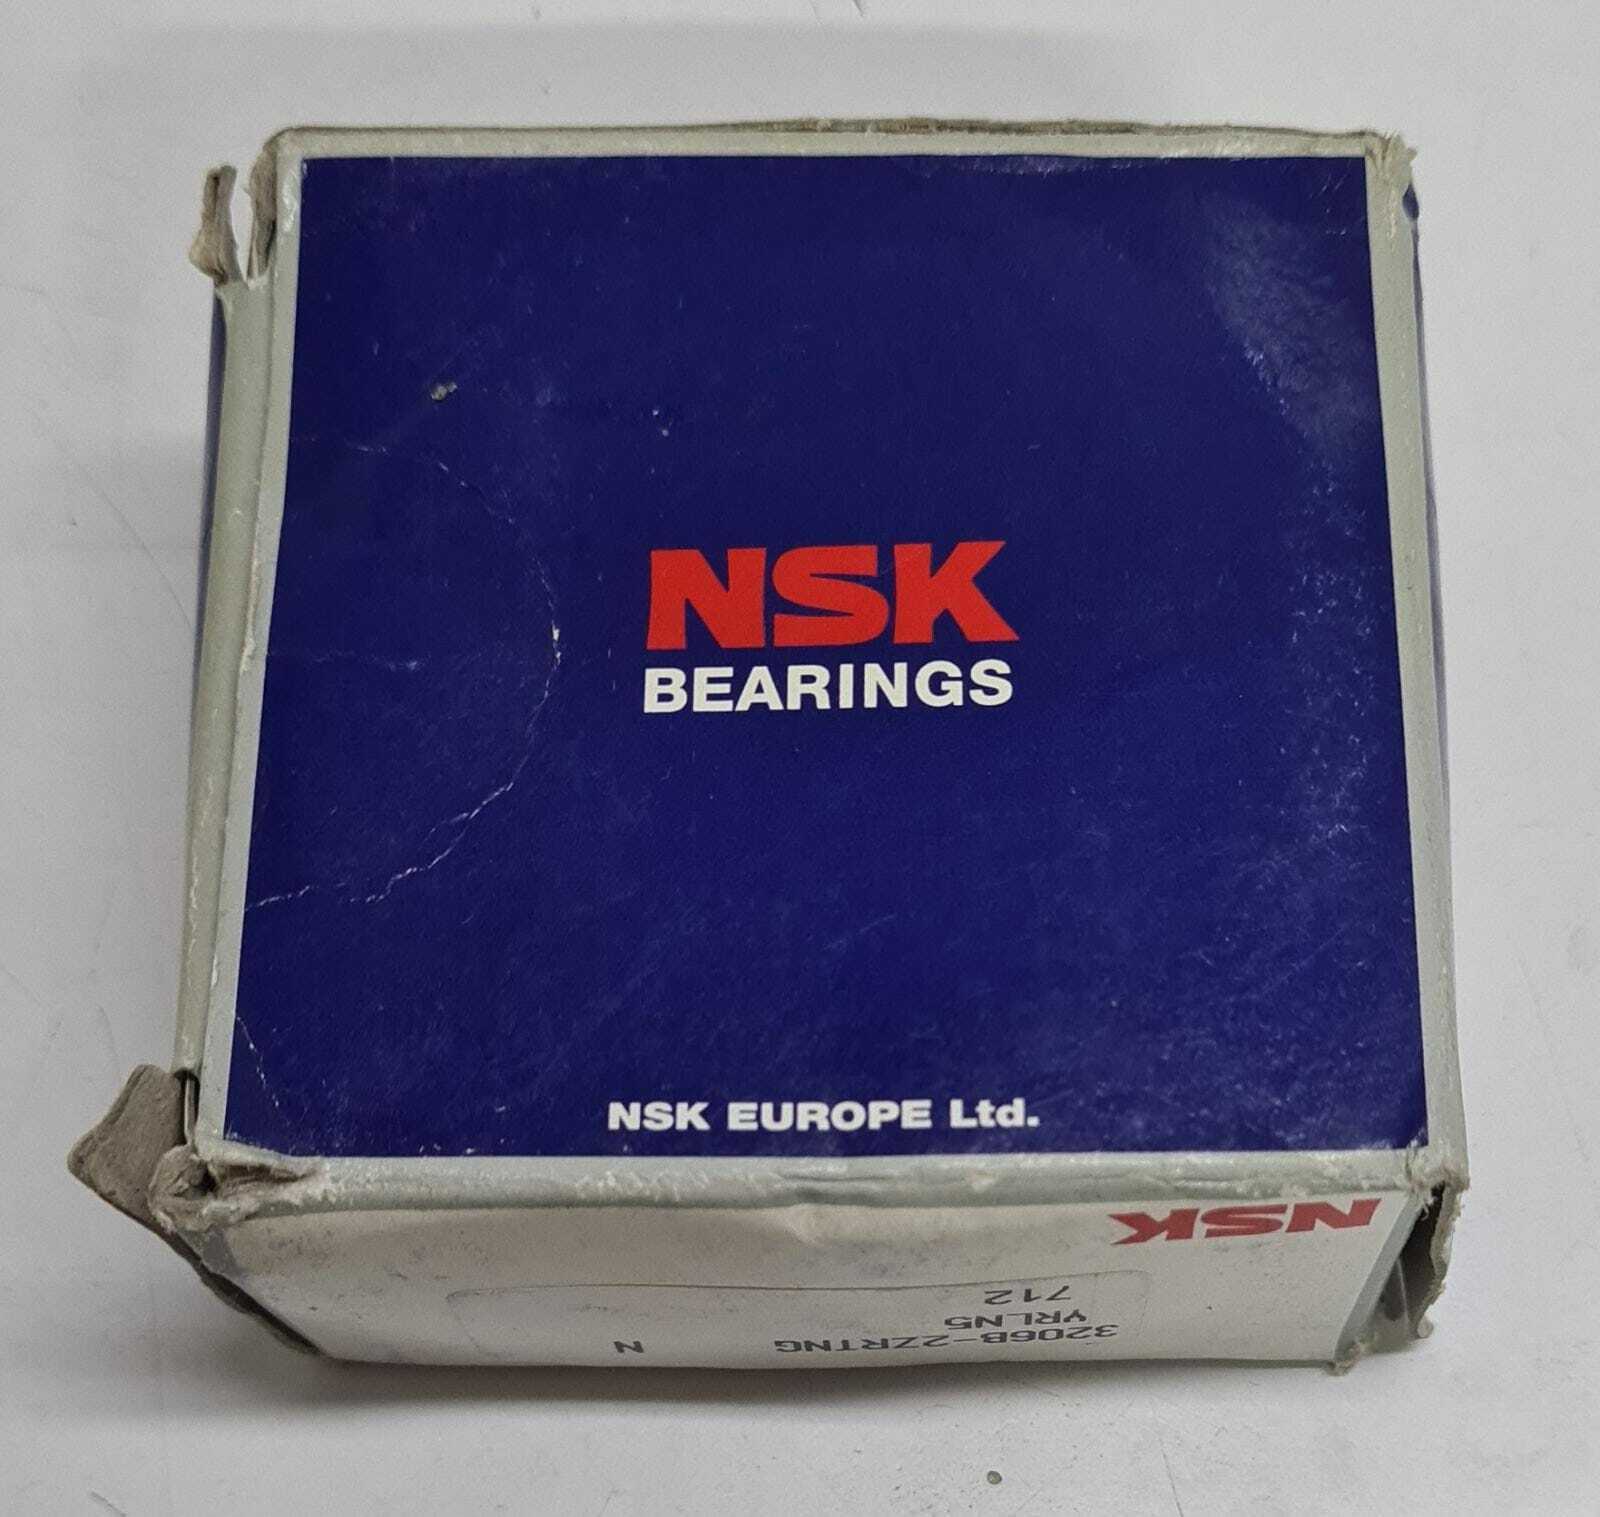 NSK
BEARINGS
NSK EUROPE Ltd.
NSK
3206B-2ZRTNG N
YRLN5
712